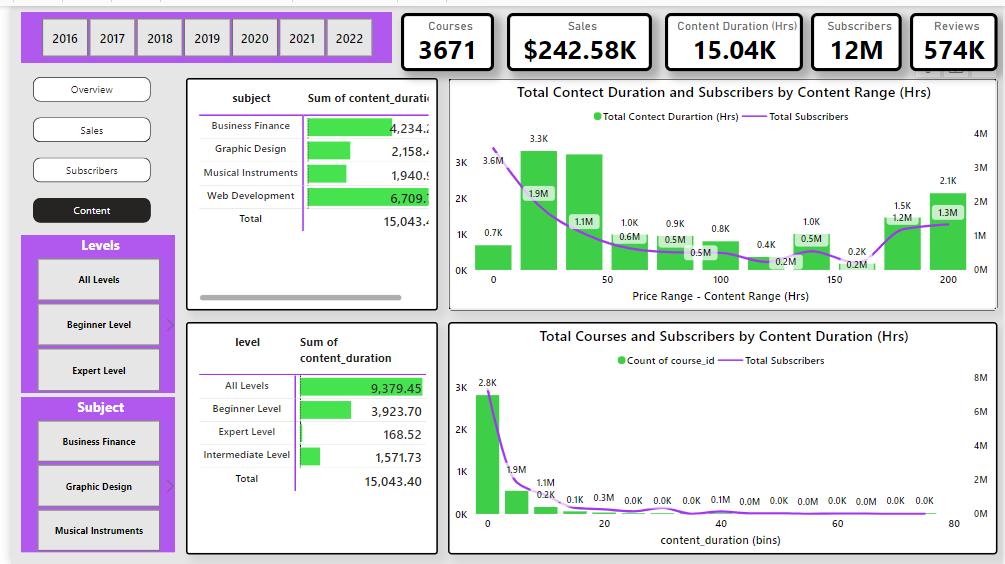 2016 2017 2018 2019 2020 2021 2022
Courses
3671
Sales
$242.58K
Content Duration (Hrs)
15.04K
Subscribers
12M
Reviews
574K
Overview
Sales
Subscribers
Content
Levels
All Levels
Beginner Level
Expert Level
Subject
Business Finance
Graphic Design
Musical Instruments
subject Sum of content_duratio
Business Finance 4,234.2
Graphic Design 2,158.4
Musical Instruments 1,940.9
Web Development 6,709.7
Total 15,043.4
Total Contect Duration and Subscribers by Content Range (Hrs)
Total Contect Durartion (Hrs) Total Subscribers
3K
2K
1K
0K
4M
3M
2M
1M
0M
0.7K 3.3K 1.0K 0.9K 0.8K 0.4K 1.0K 0.2K 1.5K 2.1K
3.6M 1.9M 1.1M 0.6M 0.5M 0.5M 0.2M 0.5M 0.2M 1.2M 1.3M
0 50 100 150 200
Price Range - Content Range (Hrs)
level Sum of
content_duration
All Levels 9,379.45
Beginner Level 3,923.70
Expert Level 168.52
Intermediate Level 1,571.73
Total 15,043.40
Total Courses and Subscribers by Content Duration (Hrs)
Count of course_id Total Subscribers
3K
2K
1K
0K
8M
6M
4M
2M
0M
2.8K
1.9M
1.1M
0.2K 0.1K 0.3M 0.0K 0.0K 0.0K 0.1M 0.0M 0.0K 0.0M 0.0K 0.0M 0.0K 0.0K
0 20 40 60 80
content_duration (bins)